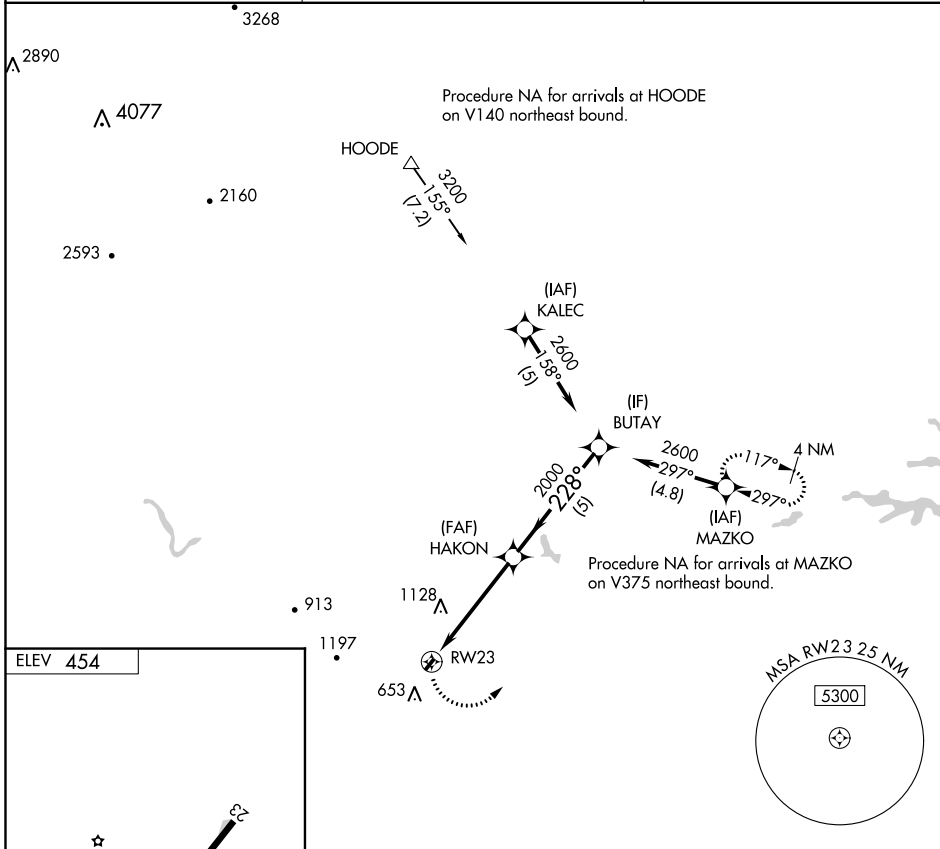 3268
2890
4077
Procedure NA for arrivals at HOODE
on V140 northeast bound.
HOODE
3200
155°
(7.2)
2160
2593
(IAF)
KALEC
2600
158°
(5)
(IF)
BUTAY
2600
297°
(4.8)
117°
4 NM
297°
(IAF)
MAZKO
2000
228°
(5)
(FAF)
HAKON
Procedure NA for arrivals at MAZKO
on V375 northeast bound.
1128
913
1197
RW23
653
ELEV 454
MSA RW23 25 NM
5300
23